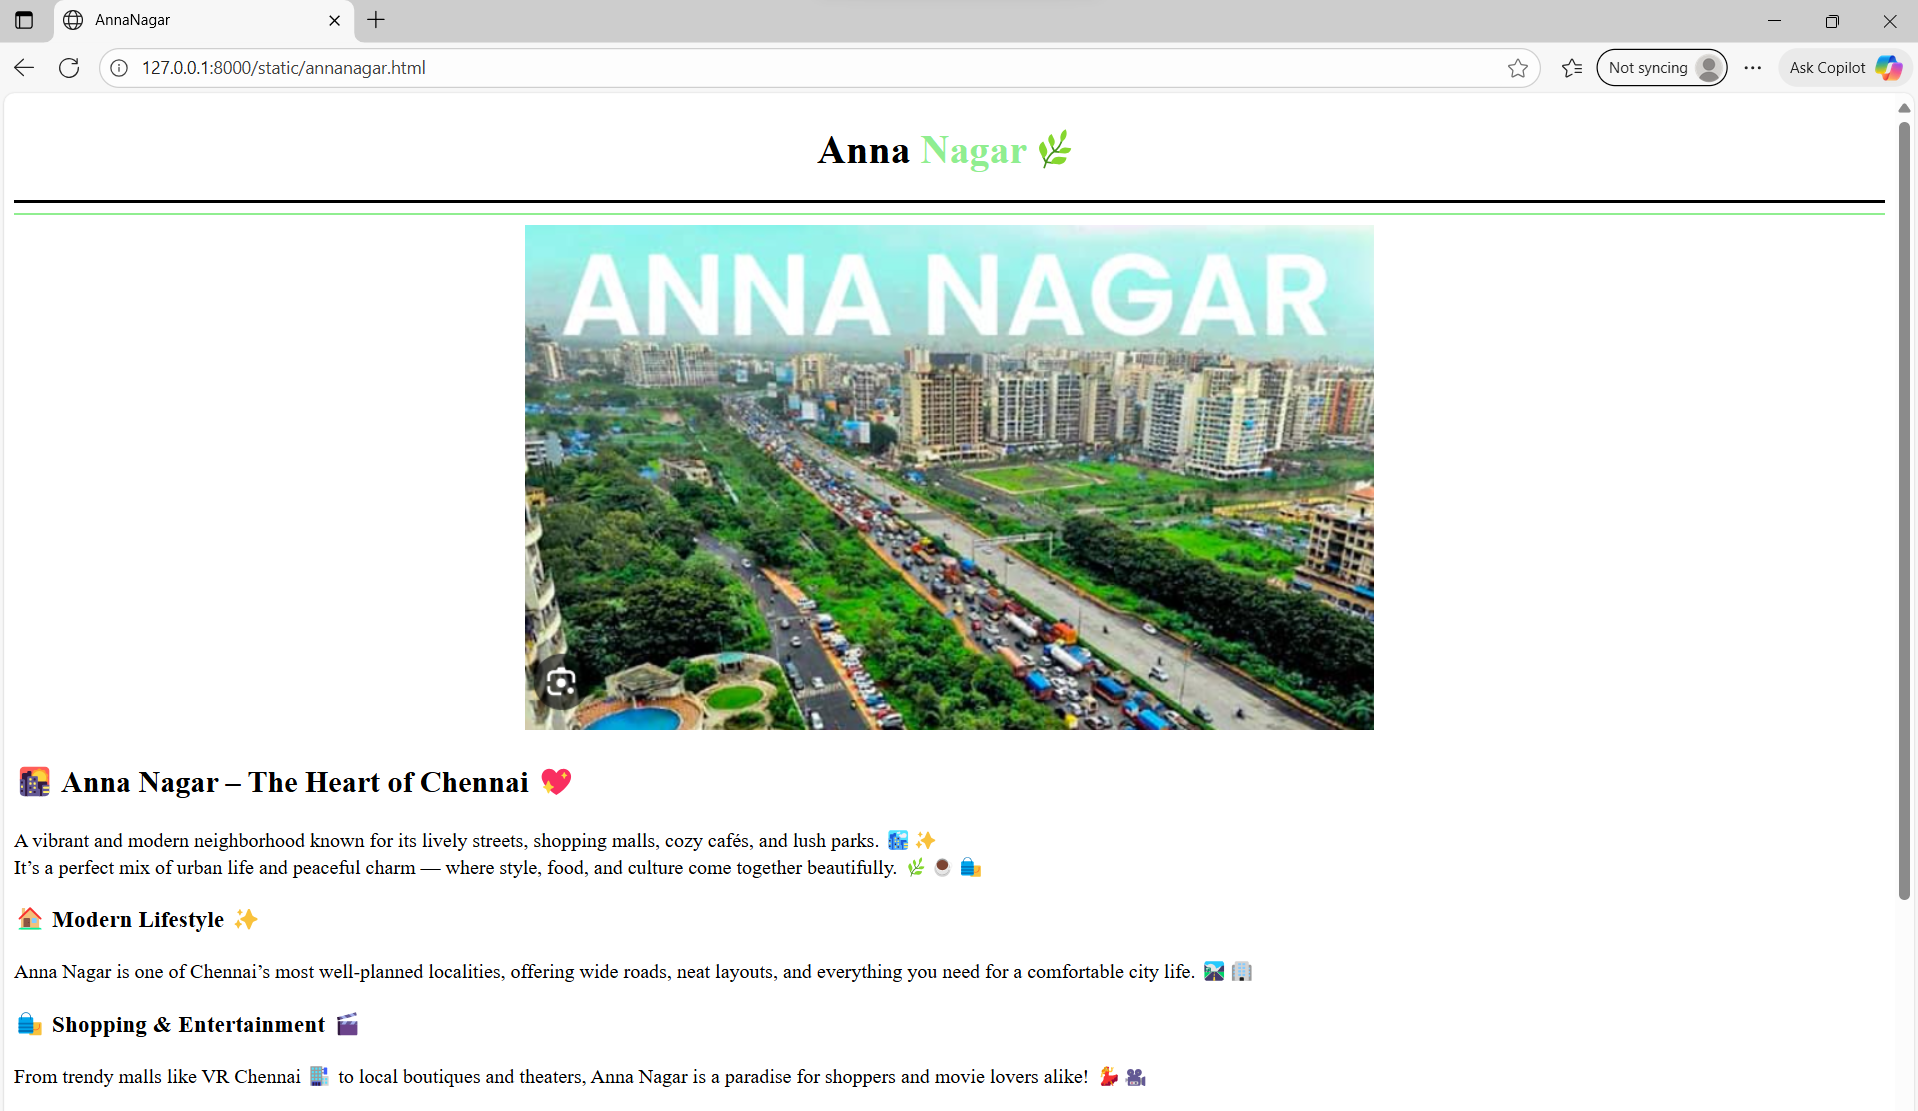 AnnaNagar
127.0.0.1:8000/static/annanagar.html
Not syncing
Ask Copilot
Anna Nagar 🌿
ANNA NAGAR
🌇 Anna Nagar – The Heart of Chennai 💖
A vibrant and modern neighborhood known for its lively streets, shopping malls, cozy cafés, and lush parks. 🏙️ ✨
It’s a perfect mix of urban life and peaceful charm — where style, food, and culture come together beautifully. 🌿 ☕ 🛍️
🏠 Modern Lifestyle ✨
Anna Nagar is one of Chennai’s most well-planned localities, offering wide roads, neat layouts, and everything you need for a comfortable city life. 🛣️ 🏢
🛍️ Shopping & Entertainment 🎬
From trendy malls like VR Chennai 🏬 to local boutiques and theaters, Anna Nagar is a paradise for shoppers and movie lovers alike! 💃 🎥